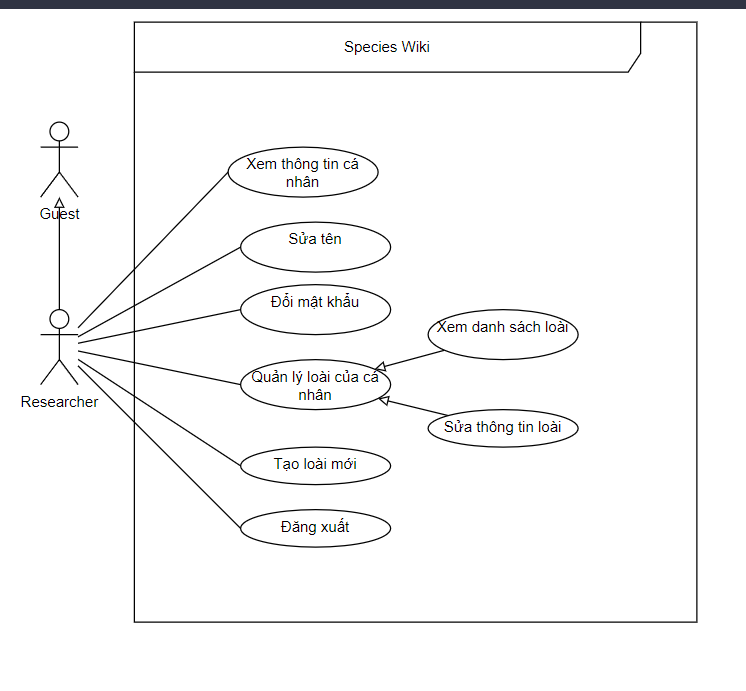 Species Wiki
Xem thông tin cá
nhân
Guest
Sửa tên
Đổi mật khẩu
Xem danh sách loài
Quản lý loài của cá
nhân
Researcher
Sửa thông tin loài
Tạo loài mới
Đăng xuất